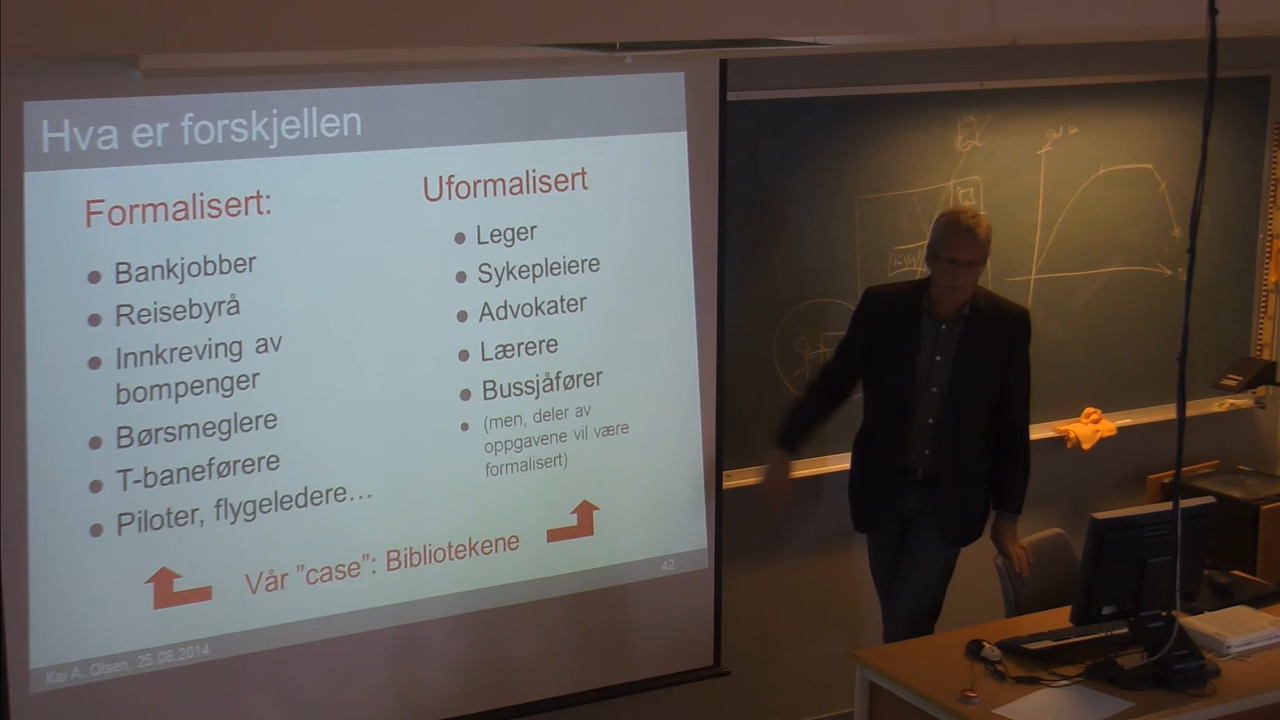 Hva er forskjellen
Formalisert:
Bankjobber
Reisebyrå
Innkreving av
bompenger
Børsmeglere
T-baneførere
Piloter, flygeledere...
Uformalisert
Leger
Sykepleiere
Advokater
Lærere
Bussjåfører
(men, deler av
oppgavene vil være
formalisert)
Vår "case": Bibliotekene
42
Kai A. Olsen, 25.08.2014